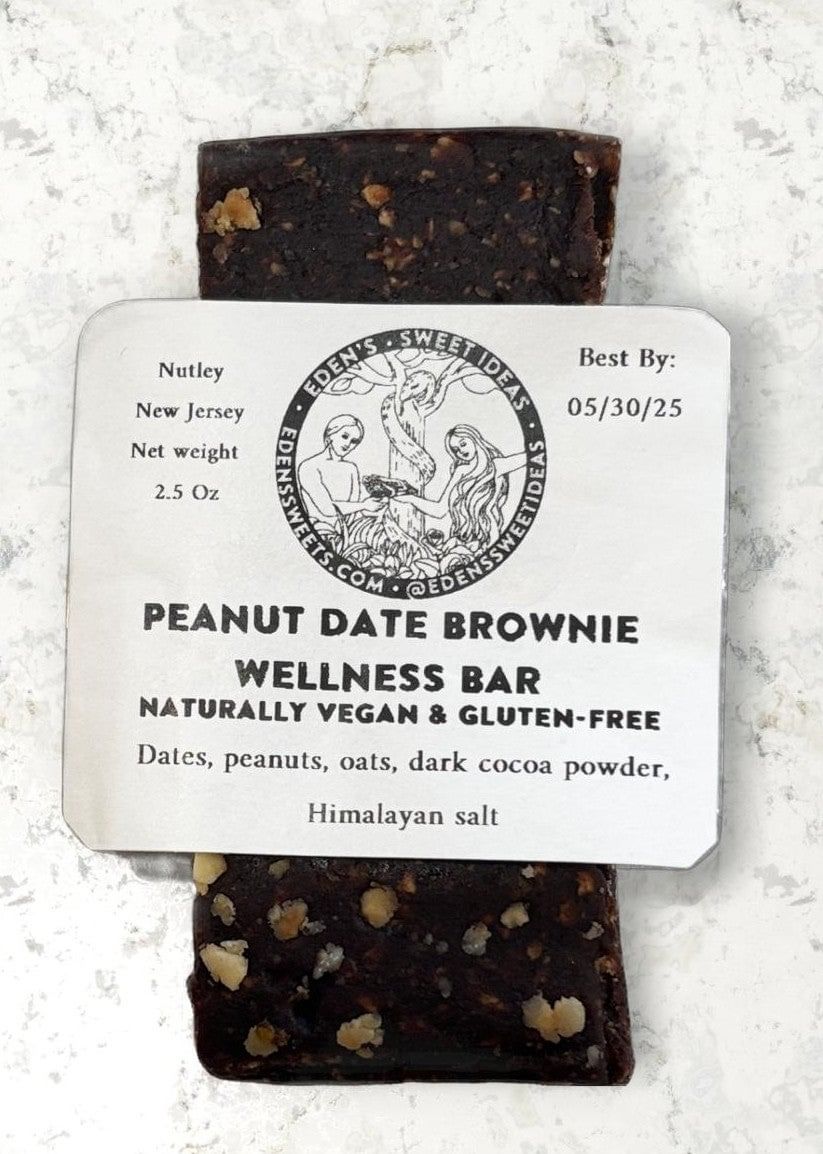 Nutley
New Jersey
Net weight
2.5 Oz
EDEN'S • SWEET IDEAS •
EDENSSWEETS.COM • @EDENSSWEETIDEAS
Best By:
05/30/25
PEANUT DATE BROWNIE
WELLNESS BAR
NATURALLY VEGAN & GLUTEN-FREE
Dates, peanuts, oats, dark cocoa powder,
Himalayan salt